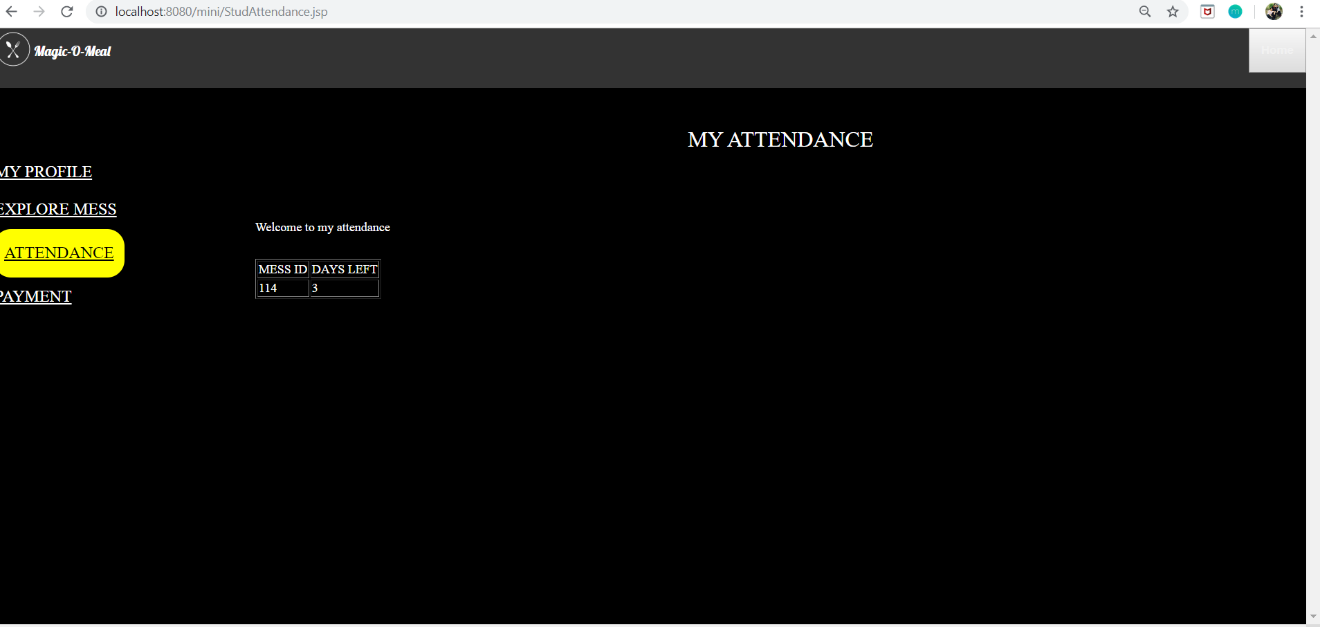 localhost:8080/mini/StudAttendance.jsp
Magic-O-Meal
Home
MY ATTENDANCE
MY PROFILE
EXPLORE MESS
ATTENDANCE
PAYMENT
Welcome to my attendance
MESS ID DAYS LEFT
114 3